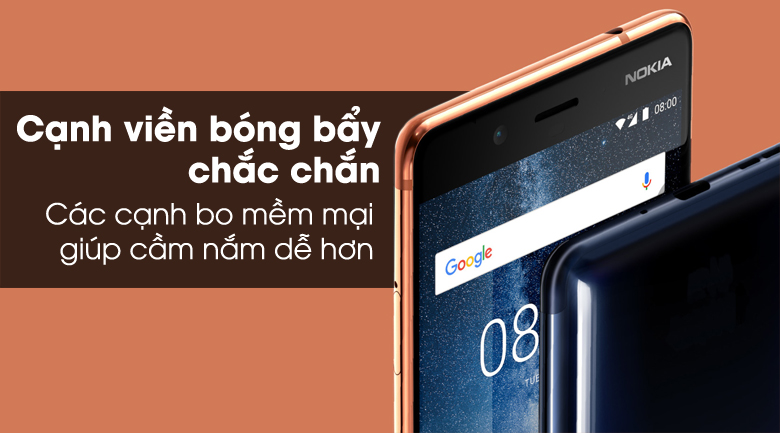 Cạnh viền bóng bẩy
chắc chắn
Các cạnh bo mềm mại
giúp cầm nắm dễ hơn
NOKIA
08:00
Google
08
TUE